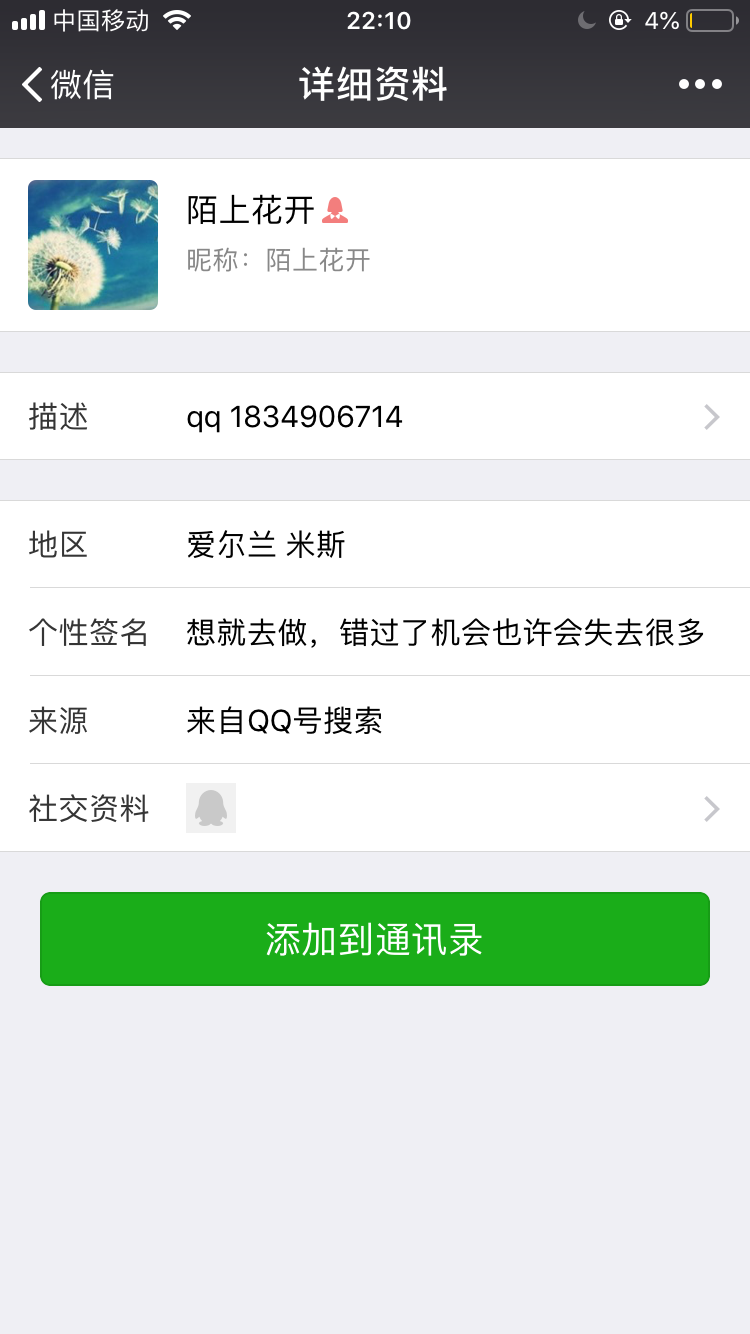 中国移动 22:10 4%
微信 详细资料
陌上花开
昵称：陌上花开
描述 qq 1834906714
地区 爱尔兰 米斯
个性签名 想就去做，错过了机会也许会失去很多
来源 来自QQ号搜索
社交资料
添加到通讯录